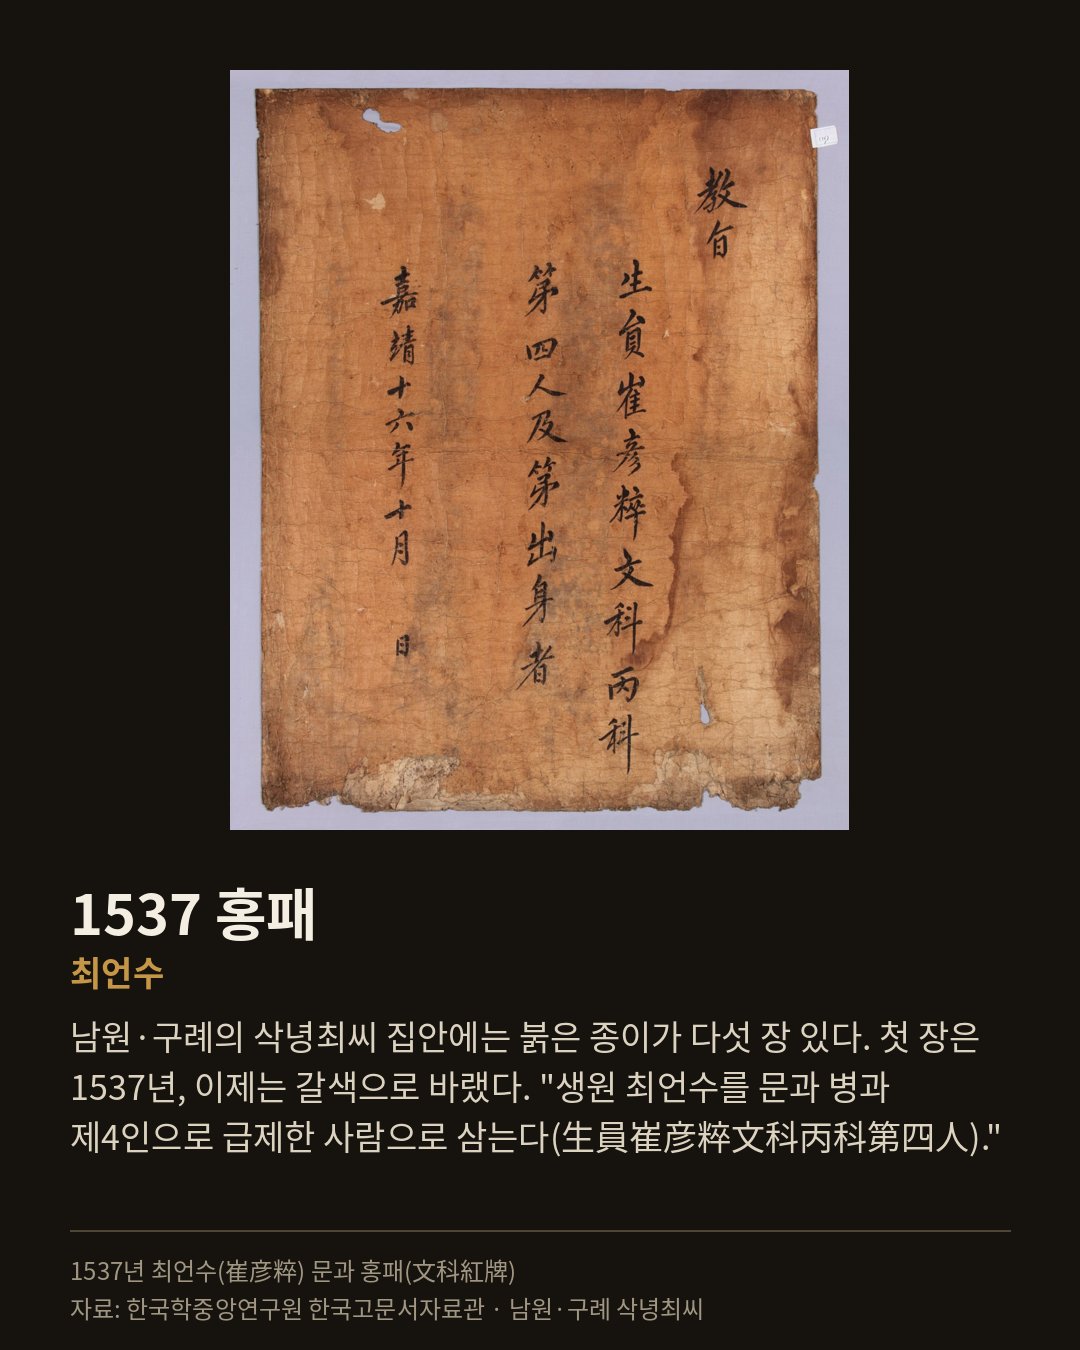 教旨
生員崔彦粹文科丙科
第四人及第出身者
嘉靖十六年十月 日
1537 홍패
최언수
남원·구례의 삭녕최씨 집안에는 붉은 종이가 다섯 장 있다. 첫 장은
1537년, 이제는 갈색으로 바랬다. "생원 최언수를 문과 병과
제4인으로 급제한 사람으로 삼는다(生員崔彦粹文科丙科第四人)."
1537년 최언수(崔彦粹) 문과 홍패(文科紅牌)
자료: 한국학중앙연구원 한국고문서자료관 · 남원·구례 삭녕최씨